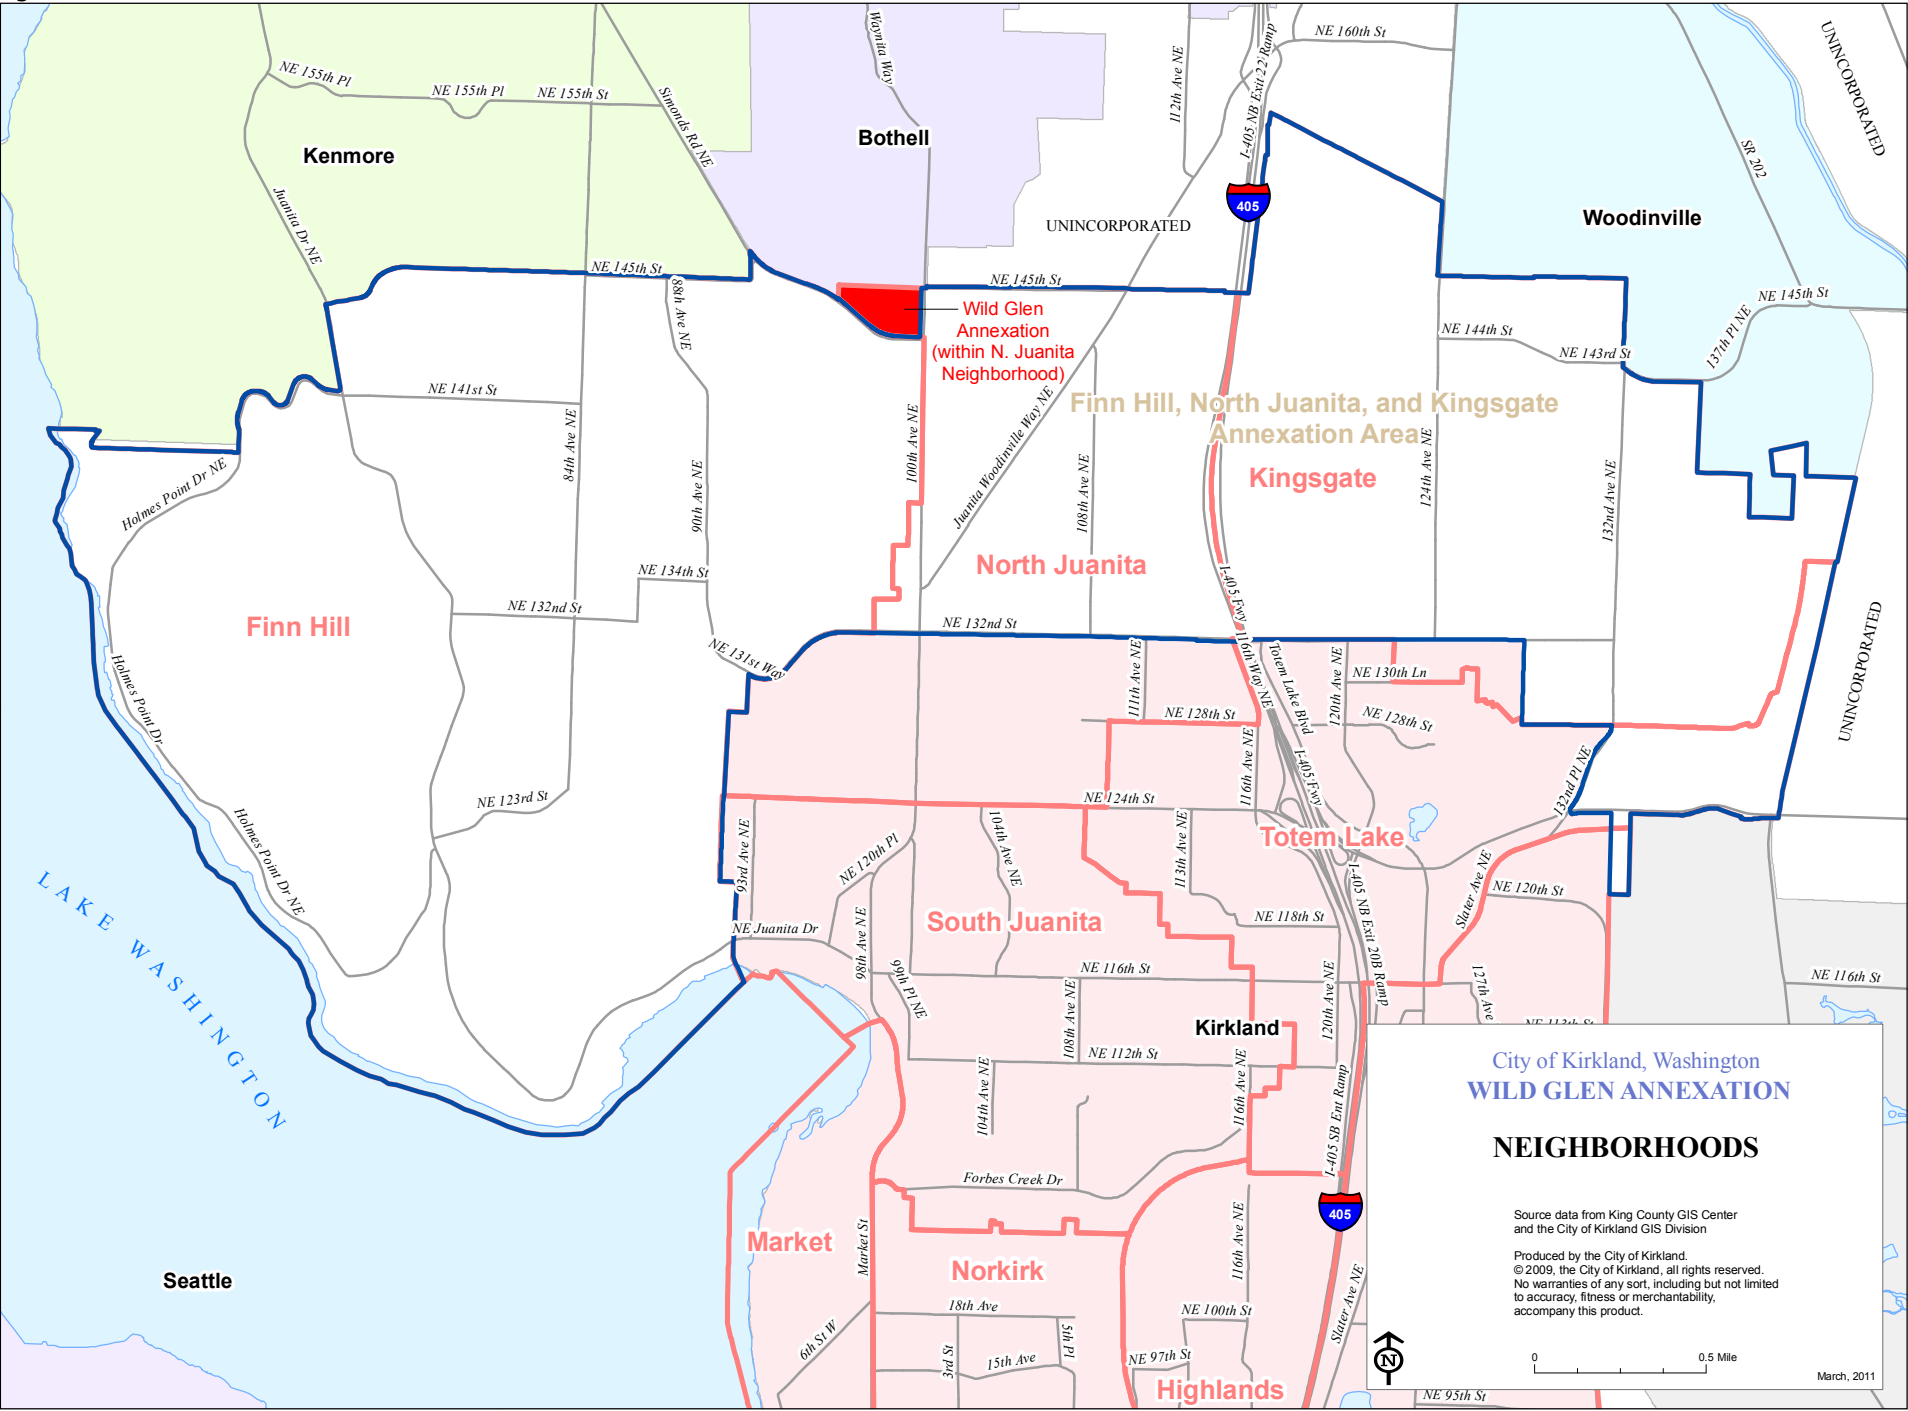 NE 160th St
UNINCORPORATED
Waynita Way
112th Ave NE
I-405 NB Exit 22 Ramp
NE 155th Pl
NE 155th Pl
NE 155th St
Simonds Rd NE
Bothell
Kenmore
SR 202
405
Woodinville
Juanita Dr NE
UNINCORPORATED
NE 145th St
NE 145th St
NE 145th St
88th Ave NE
Wild Glen
Annexation
(within N. Juanita
Neighborhood)
NE 144th St
NE 143rd St
137th Pl NE
NE 141st St
Finn Hill, North Juanita, and Kingsgate
Annexation Area
84th Ave NE
100th Ave NE
Juanita Woodinville Way NE
Kingsgate
Holmes Point Dr NE
90th Ave NE
108th Ave NE
124th Ave NE
132nd Ave NE
North Juanita
NE 134th St
I-405 Fwy
NE 132nd St
NE 132nd St
Finn Hill
UNINCORPORATED
NE 131st Way
116th Way NE
Totem Lake Blvd
111th Ave NE
120th Ave NE
NE 130th Ln
Holmes Point Dr
NE 128th St
NE 128th St
116th Ave NE
I-405 Fwy
132nd Pl NE
NE 123rd St
NE 124th St
Totem Lake
Holmes Point Dr NE
93rd Ave NE
NE 120th Pl
104th Ave NE
113th Ave NE
Slater Ave NE
NE 120th St
LAKE WASHINGTON
South Juanita
NE 118th St
I-405 NB Exit 20B Ramp
NE Juanita Dr
98th Ave NE
99th Pl NE
NE 116th St
NE 116th St
108th Ave NE
120th Ave NE
127th Ave
Kirkland
NE 113th St
NE 112th St
104th Ave NE
116th Ave NE
I-405 SB Ent Ramp
City of Kirkland, Washington
WILD GLEN ANNEXATION
NEIGHBORHOODS
Forbes Creek Dr
405
Market
Market St
116th Ave NE
Source data from King County GIS Center
and the City of Kirkland GIS Division
Seattle
Norkirk
Produced by the City of Kirkland.
© 2009, the City of Kirkland, all rights reserved.
No warranties of any sort, including but not limited
to accuracy, fitness or merchantability,
accompany this product.
18th Ave
NE 100th St
Slater Ave NE
6th St W
3rd St
5th Pl
15th Ave
NE 97th St
N
0 0.5 Mile
March, 2011
Highlands
NE 95th St